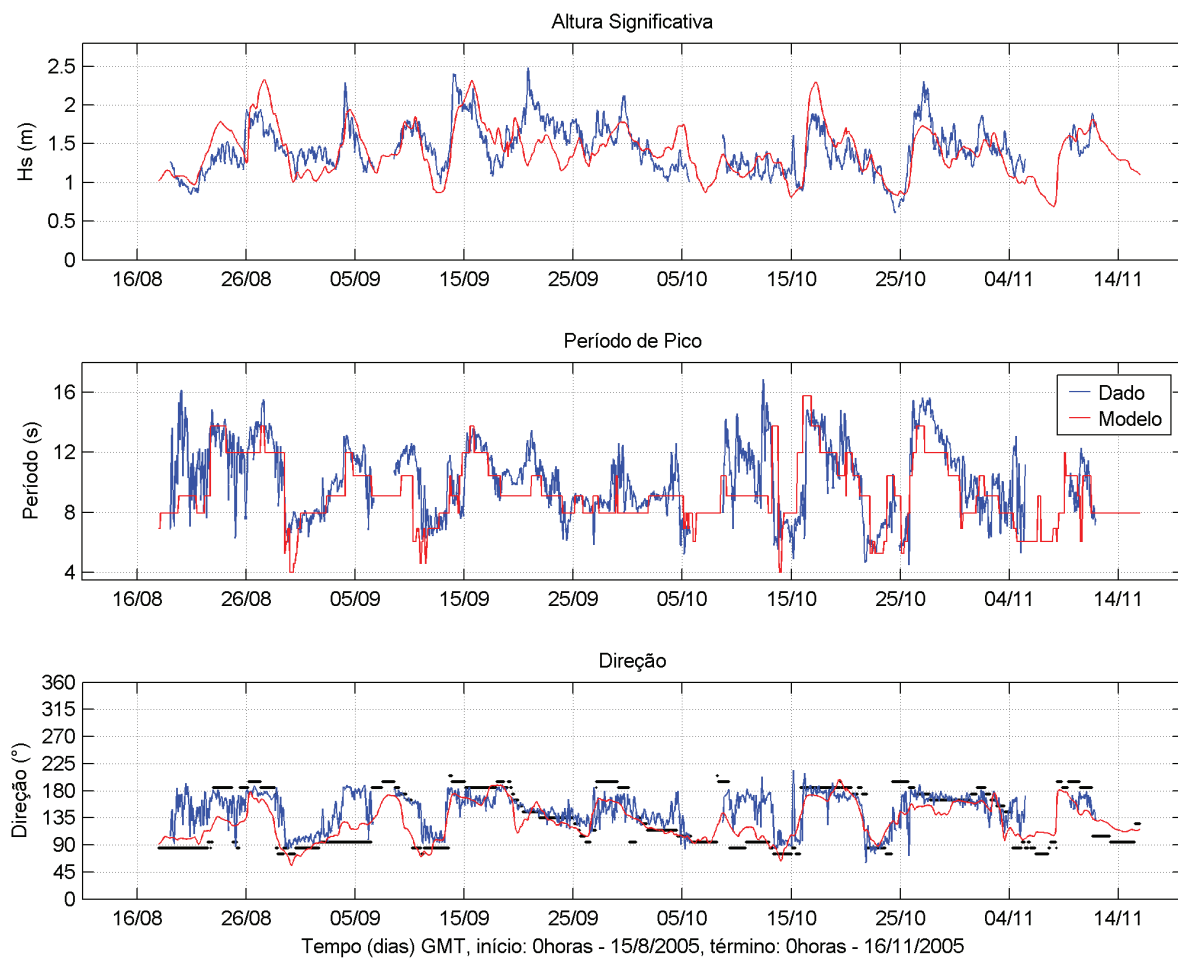 Altura Significativa
Hs (m)
2.5
2
1.5
1
0.5
0
16/08 26/08 05/09 15/09 25/09 05/10 15/10 25/10 04/11 14/11
Período de Pico
Período (s)
16
12
8
4
Dado
Modelo
16/08 26/08 05/09 15/09 25/09 05/10 15/10 25/10 04/11 14/11
Direção
Direção (°)
360
315
270
225
180
135
90
45
0
16/08 26/08 05/09 15/09 25/09 05/10 15/10 25/10 04/11 14/11
Tempo (dias) GMT, início: 0horas - 15/8/2005, término: 0horas - 16/11/2005